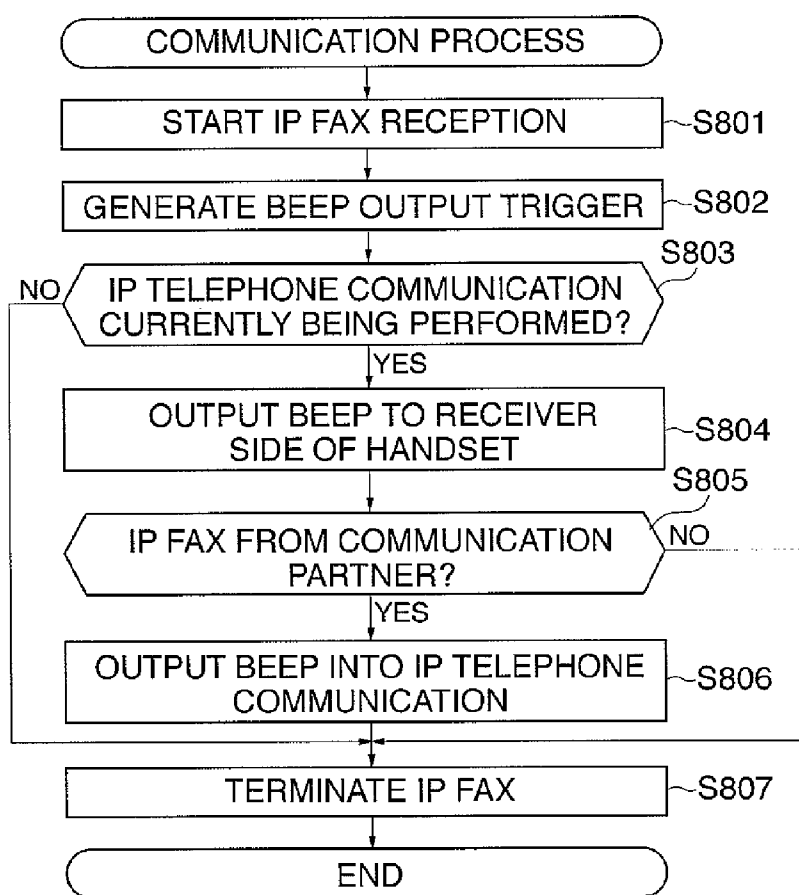 COMMUNICATION PROCESS
START IP FAX RECEPTION
S801
GENERATE BEEP OUTPUT TRIGGER
S802
S803
NO
IP TELEPHONE COMMUNICATION
CURRENTLY BEING PERFORMED?
YES
OUTPUT BEEP TO RECEIVER
SIDE OF HANDSET
S804
S805
IP FAX FROM COMMUNICATION
PARTNER?
NO
YES
OUTPUT BEEP INTO IP TELEPHONE
COMMUNICATION
S806
TERMINATE IP FAX
S807
END